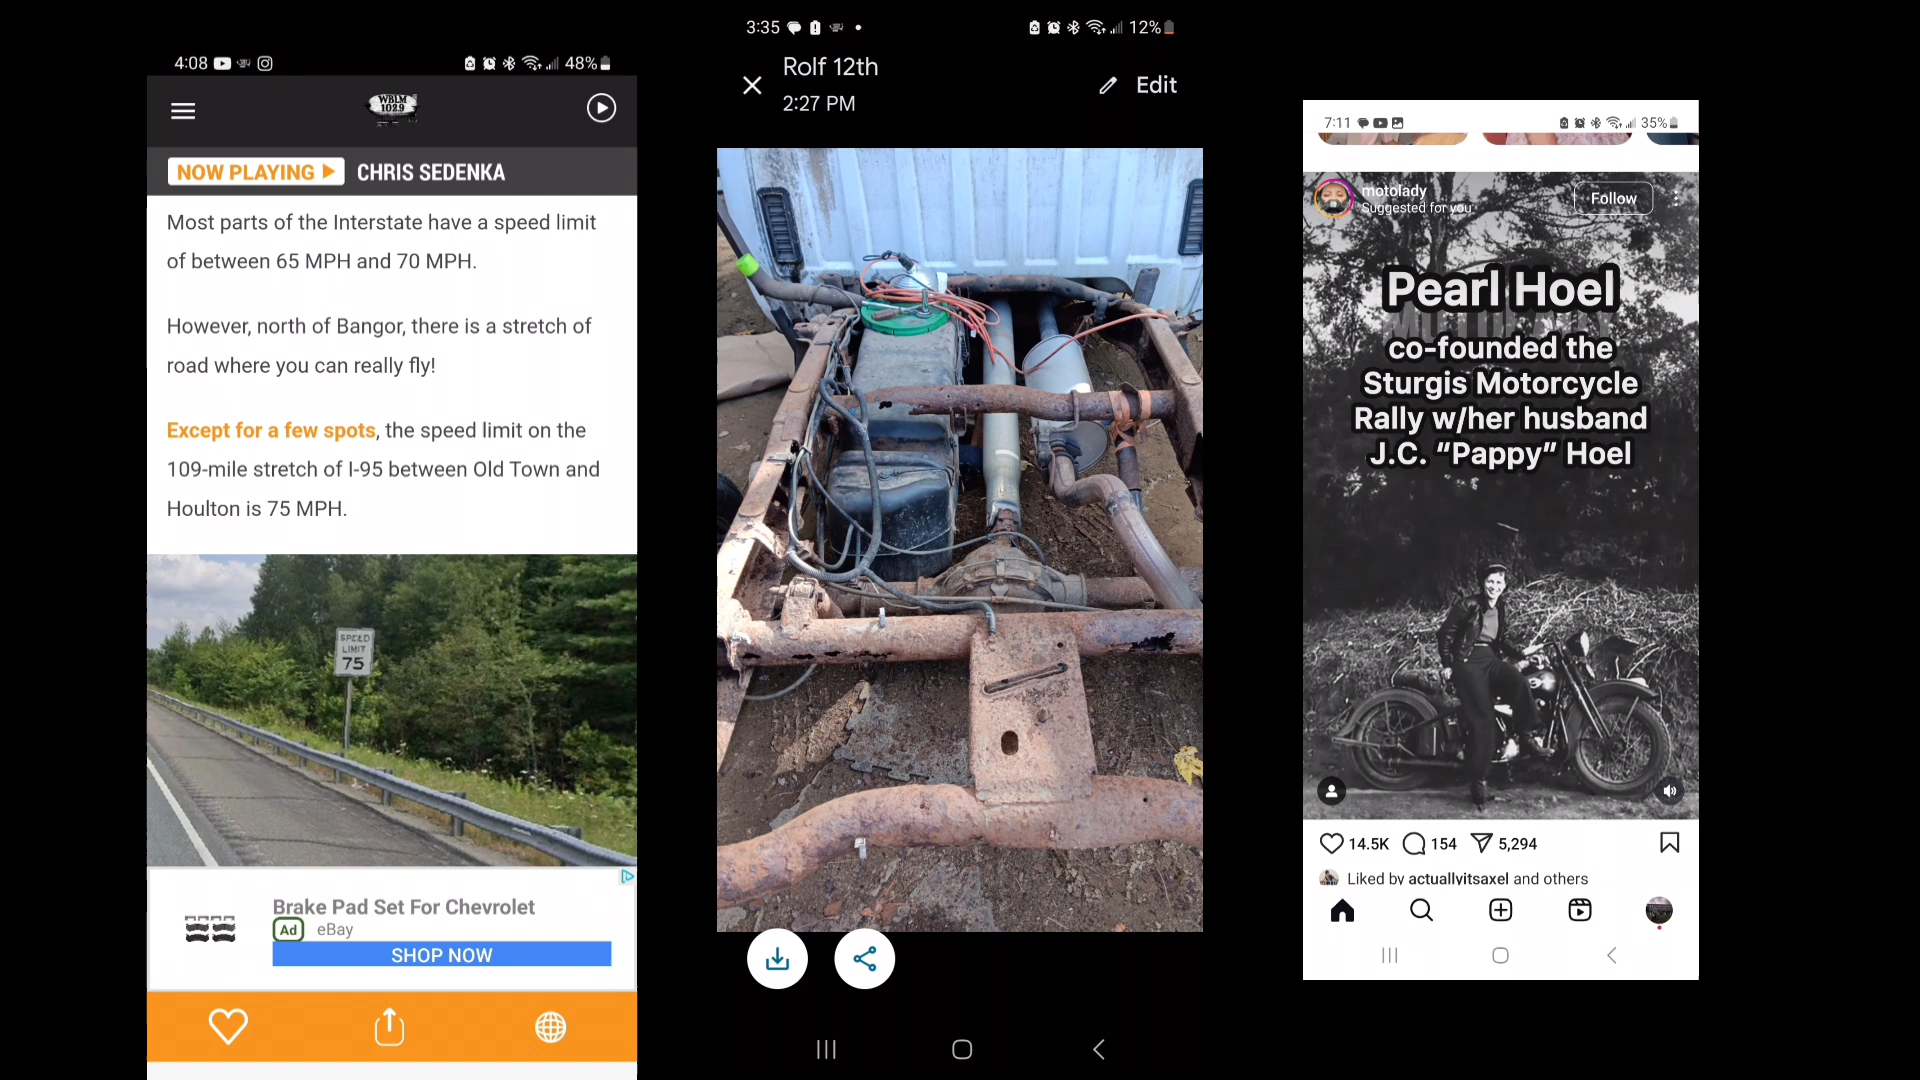 4:08
48%
WBLM
102.9
NOW PLAYING
CHRIS SEDENKA
Most parts of the Interstate have a speed limit
of between 65 MPH and 70 MPH.
However, north of Bangor, there is a stretch of
road where you can really fly!
Except for a few spots, the speed limit on the
109-mile stretch of I-95 between Old Town and
Houlton is 75 MPH.
SPEED
LIMIT
75
Brake Pad Set For Chevrolet
Ad eBay
SHOP NOW
3:35
12%
Rolf 12th
2:27 PM
Edit
7:11
35%
motolady
Suggested for you
Follow
Pearl Hoel
MOTOLADY
co-founded the
Sturgis Motorcycle
Rally w/her husband
J.C. “Pappy” Hoel
14.5K 154 5,294
Liked by actuallyitsaxel and others